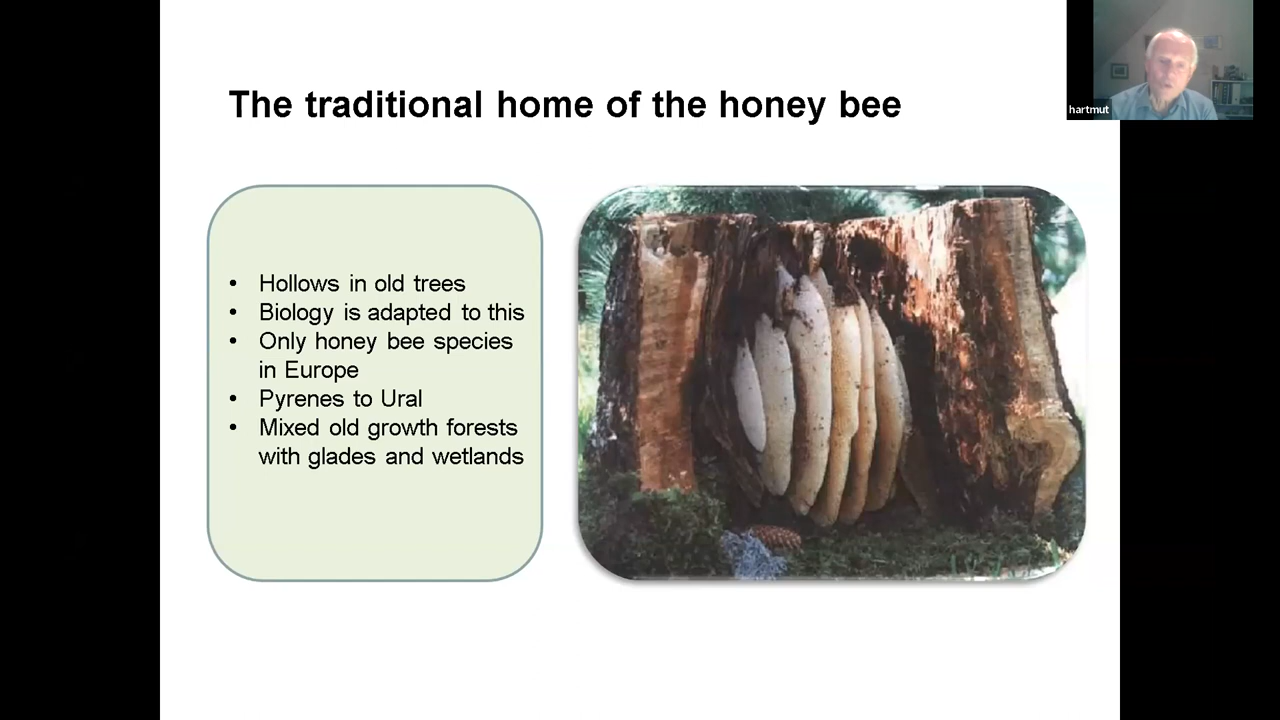 The traditional home of the honey bee
hartmut
• Hollows in old trees
• Biology is adapted to this
• Only honey bee species
in Europe
• Pyrenes to Ural
• Mixed old growth forests
with glades and wetlands